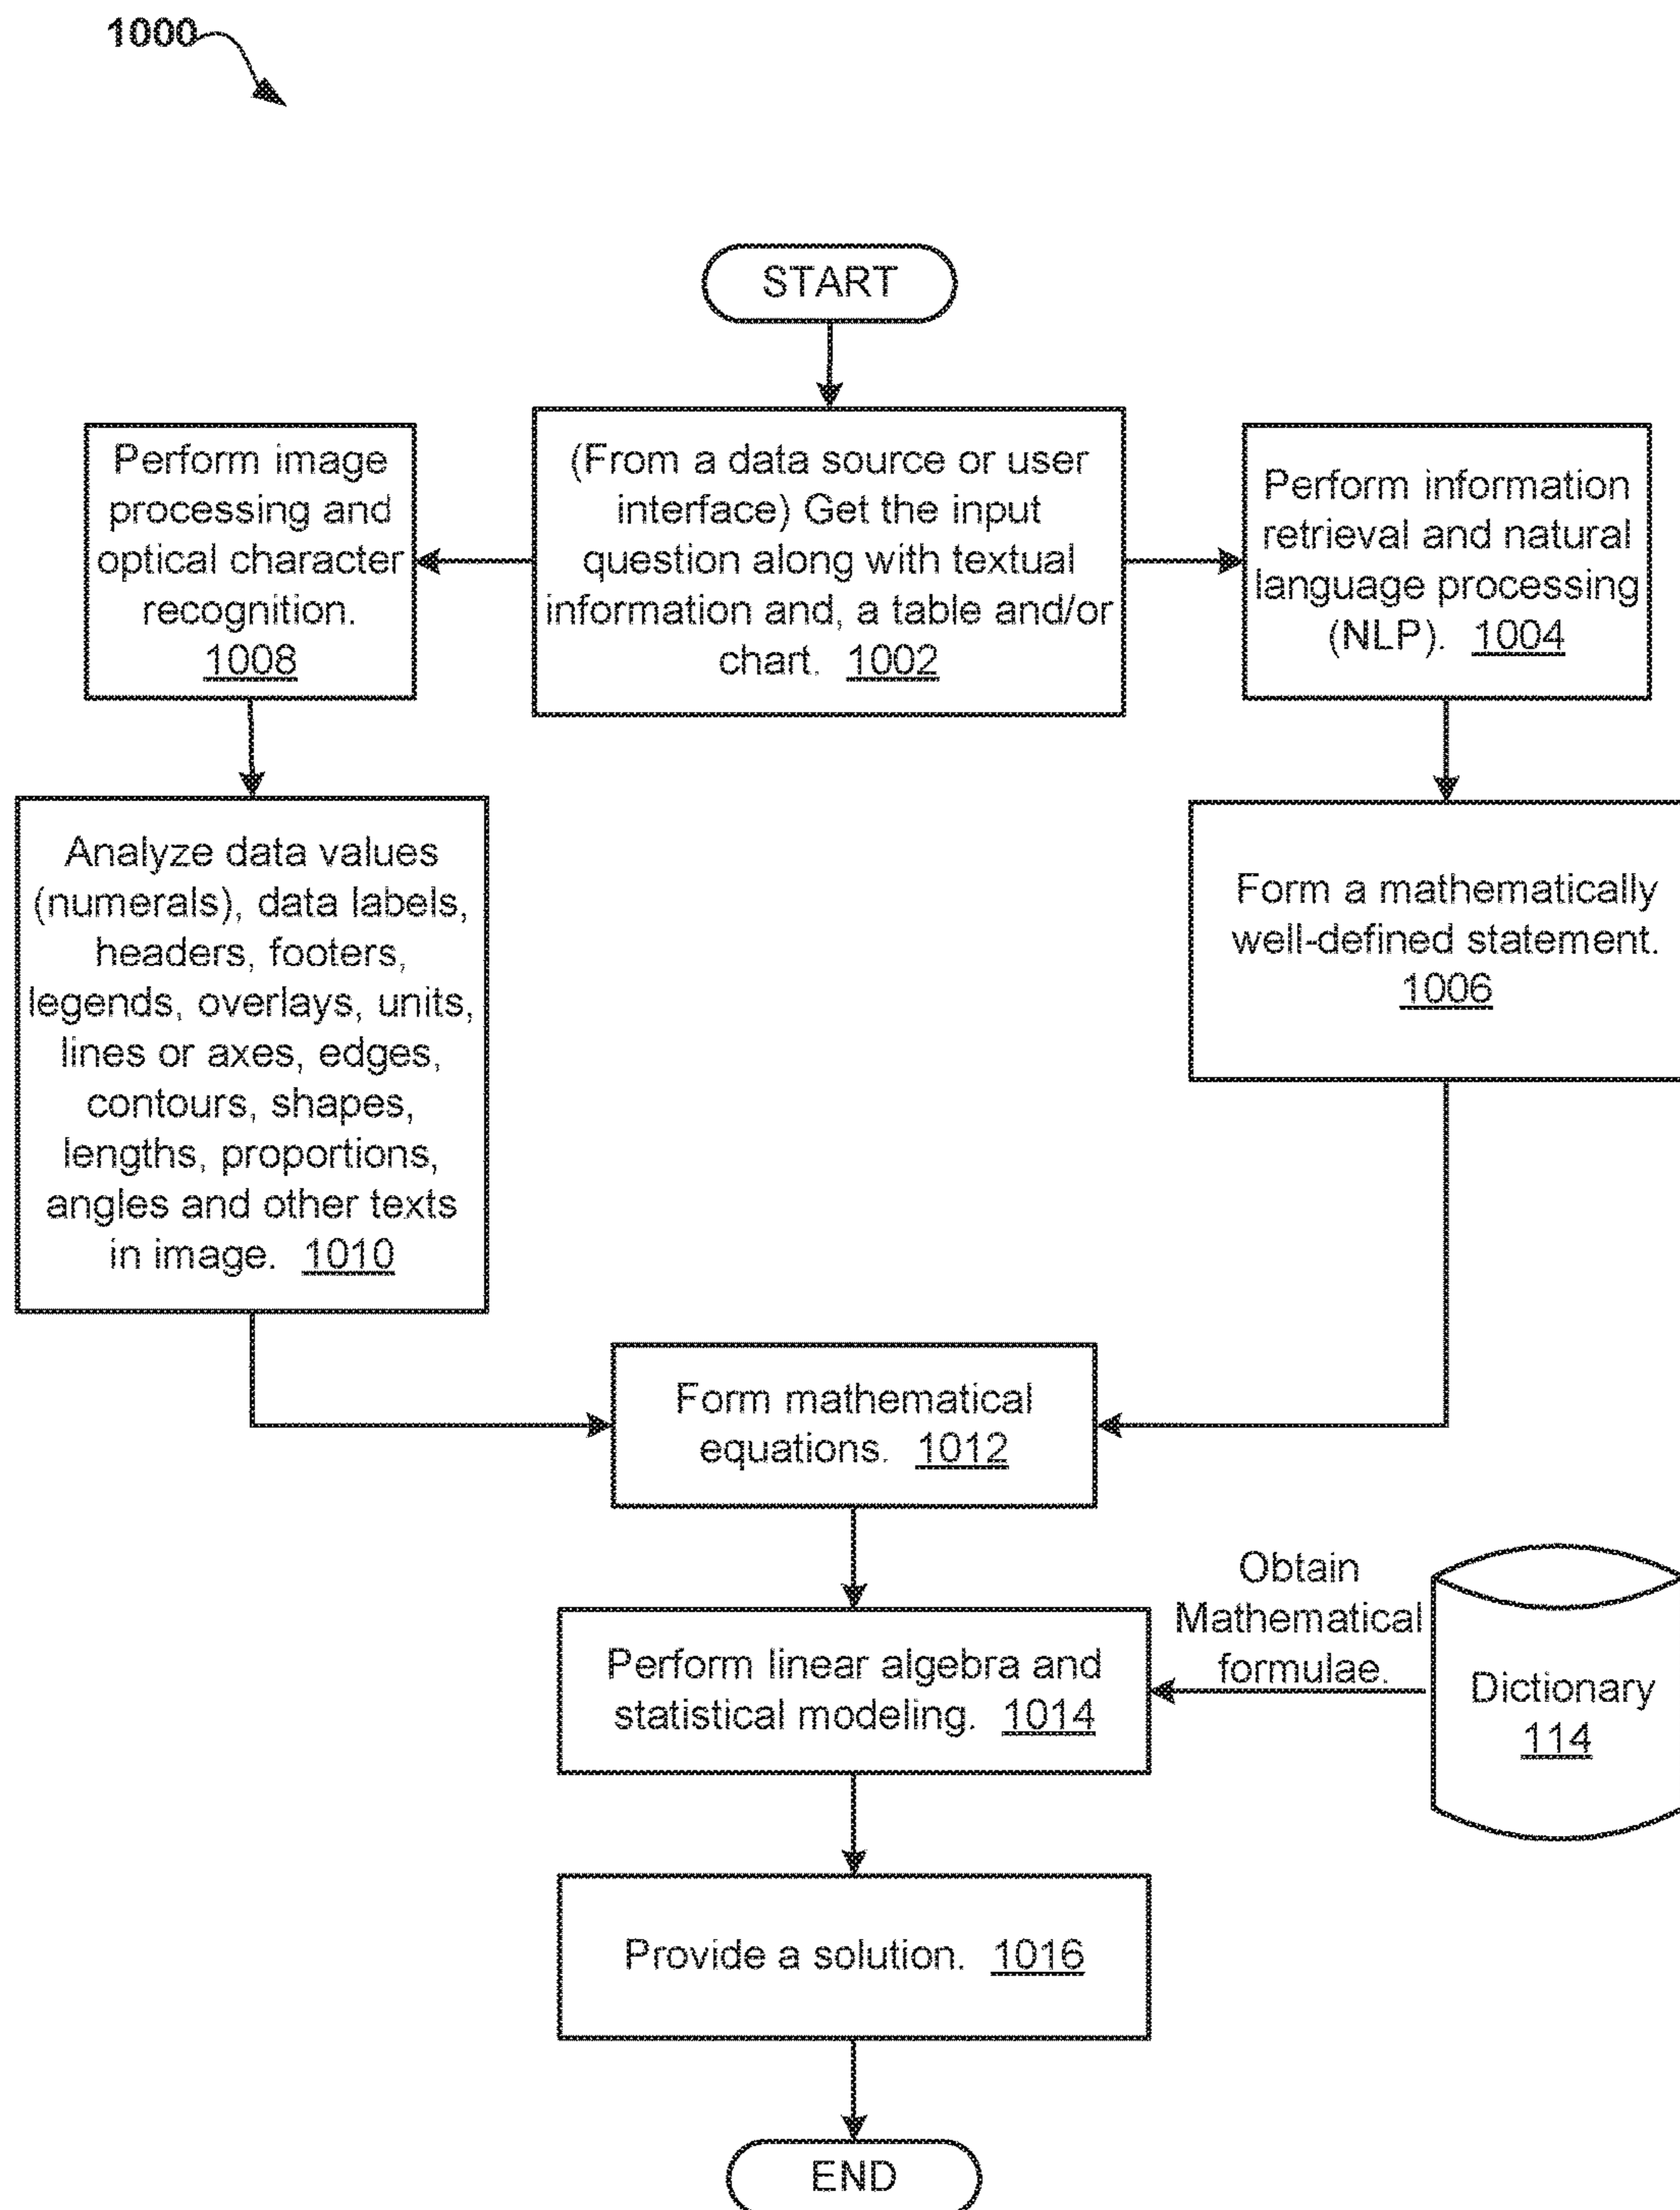 1000
START
(From a data source or user
interface) Get the input
question along with textual
information and, a table and/or
chart. 1002
Perform image
processing and
optical character
recognition.
1008
Perform information
retrieval and natural
language processing
(NLP). 1004
Analyze data values
(numerals), data labels,
headers, footers,
legends, overlays, units,
lines or axes, edges,
contours, shapes,
lengths, proportions,
angles and other texts
in image. 1010
Form a mathematically
well-defined statement.
1006
Form mathematical
equations. 1012
Perform linear algebra and
statistical modeling. 1014
Obtain
Mathematical
formulae.
Dictionary
114
Provide a solution. 1016
END